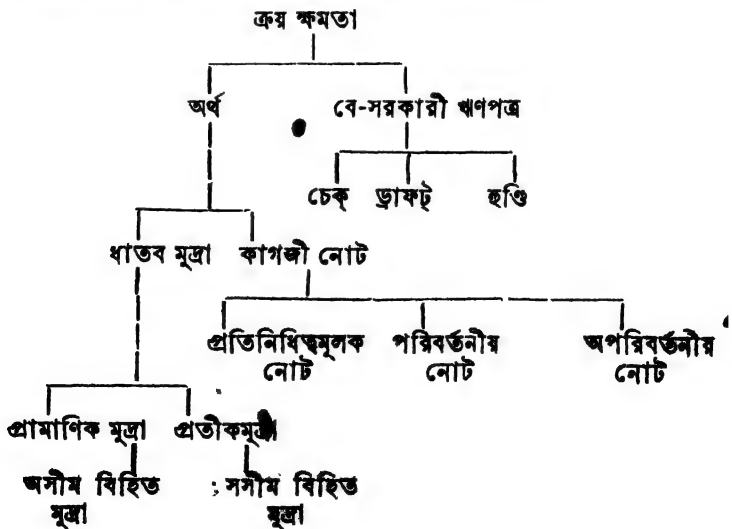 ক্রয় ক্ষমতা
অর্থ বে-সরকারী ঋণপত্র
চেক্ ড্রাফট্ হুণ্ডি
ধাতব মুদ্রা কাগজী নোট
প্রতিনিধিত্বমূলক পরিবর্তনীয় অপরিবর্তনীয়
নোট নোট নোট
প্রামাণিক মুদ্রা প্রতীকমুদ্রা
অসীম বিহিত সসীম বিহিত
মুদ্রা মুদ্রা